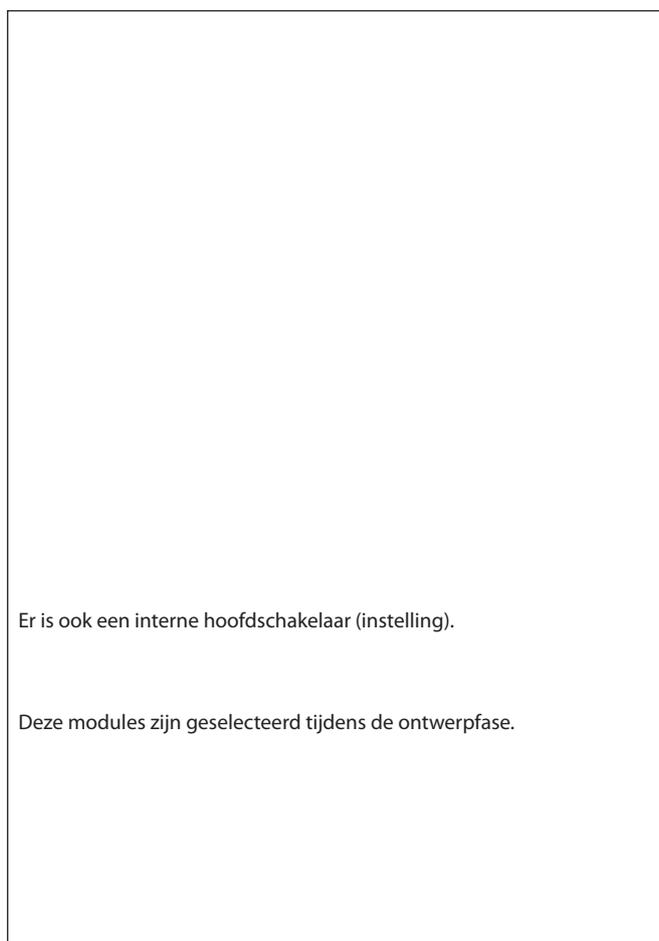 Er is ook een interne hoofdschakelaar (instelling).
Deze modules zijn geselecteerd tijdens de ontwerpfase.